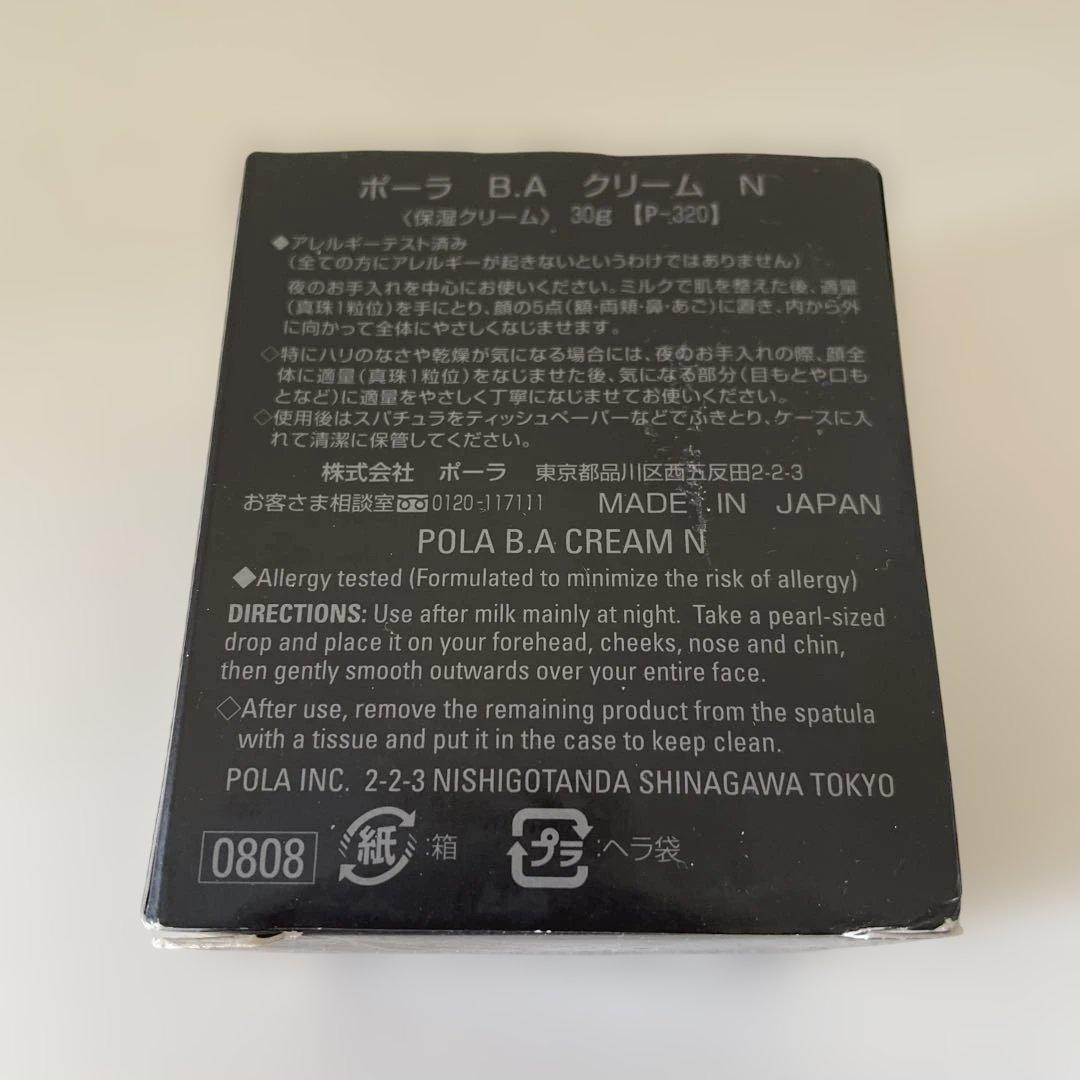 ポーラ B.A クリーム N
〈保湿クリーム〉 30g 【P-320】
◆アレルギーテスト済み
(全ての方にアレルギーが起きないというわけではありません)
夜のお手入れを中心にお使いください。ミルクで肌を整えた後、適量
(真珠1粒位)を手にとり、顔の5点(額・両頬・鼻・あご)に置き、内から外
に向かって全体にやさしくなじませます。
◇特にハリのなさや乾燥が気になる場合には、夜のお手入れの際、顔全
体に適量(真珠1粒位)をなじませた後、気になる部分(目もとや口も
となど)に適量をやさしく丁寧になじませてお使いください。
◇使用後はスパチュラをティッシュペーパーなどでふきとり、ケースに入
れて清潔に保管してください。
株式会社 ポーラ 東京都品川区西五反田2-2-3
お客さま相談室 0120-117111 MADE IN JAPAN
POLA B.A CREAM N
◆Allergy tested (Formulated to minimize the risk of allergy)
DIRECTIONS: Use after milk mainly at night. Take a pearl-sized
drop and place it on your forehead, cheeks, nose and chin,
then gently smooth outwards over your entire face.
◇After use, remove the remaining product from the spatula
with a tissue and put it in the case to keep clean.
POLA INC. 2-2-3 NISHIGOTANDA SHINAGAWA TOKYO
0808 紙:箱 プラ:ヘラ袋